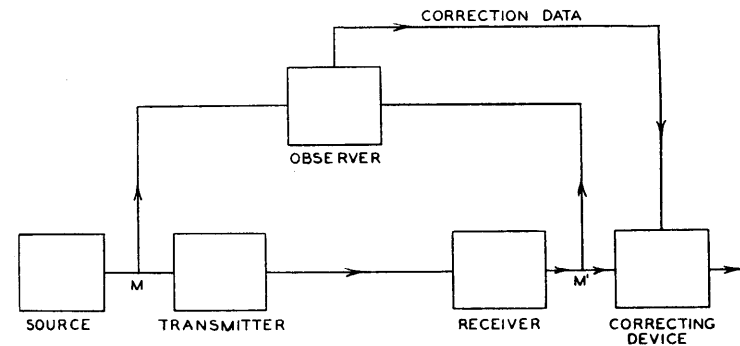 CORRECTION DATA
OBSERVER
M
M'
SOURCE
TRANSMITTER
RECEIVER
CORRECTING
DEVICE